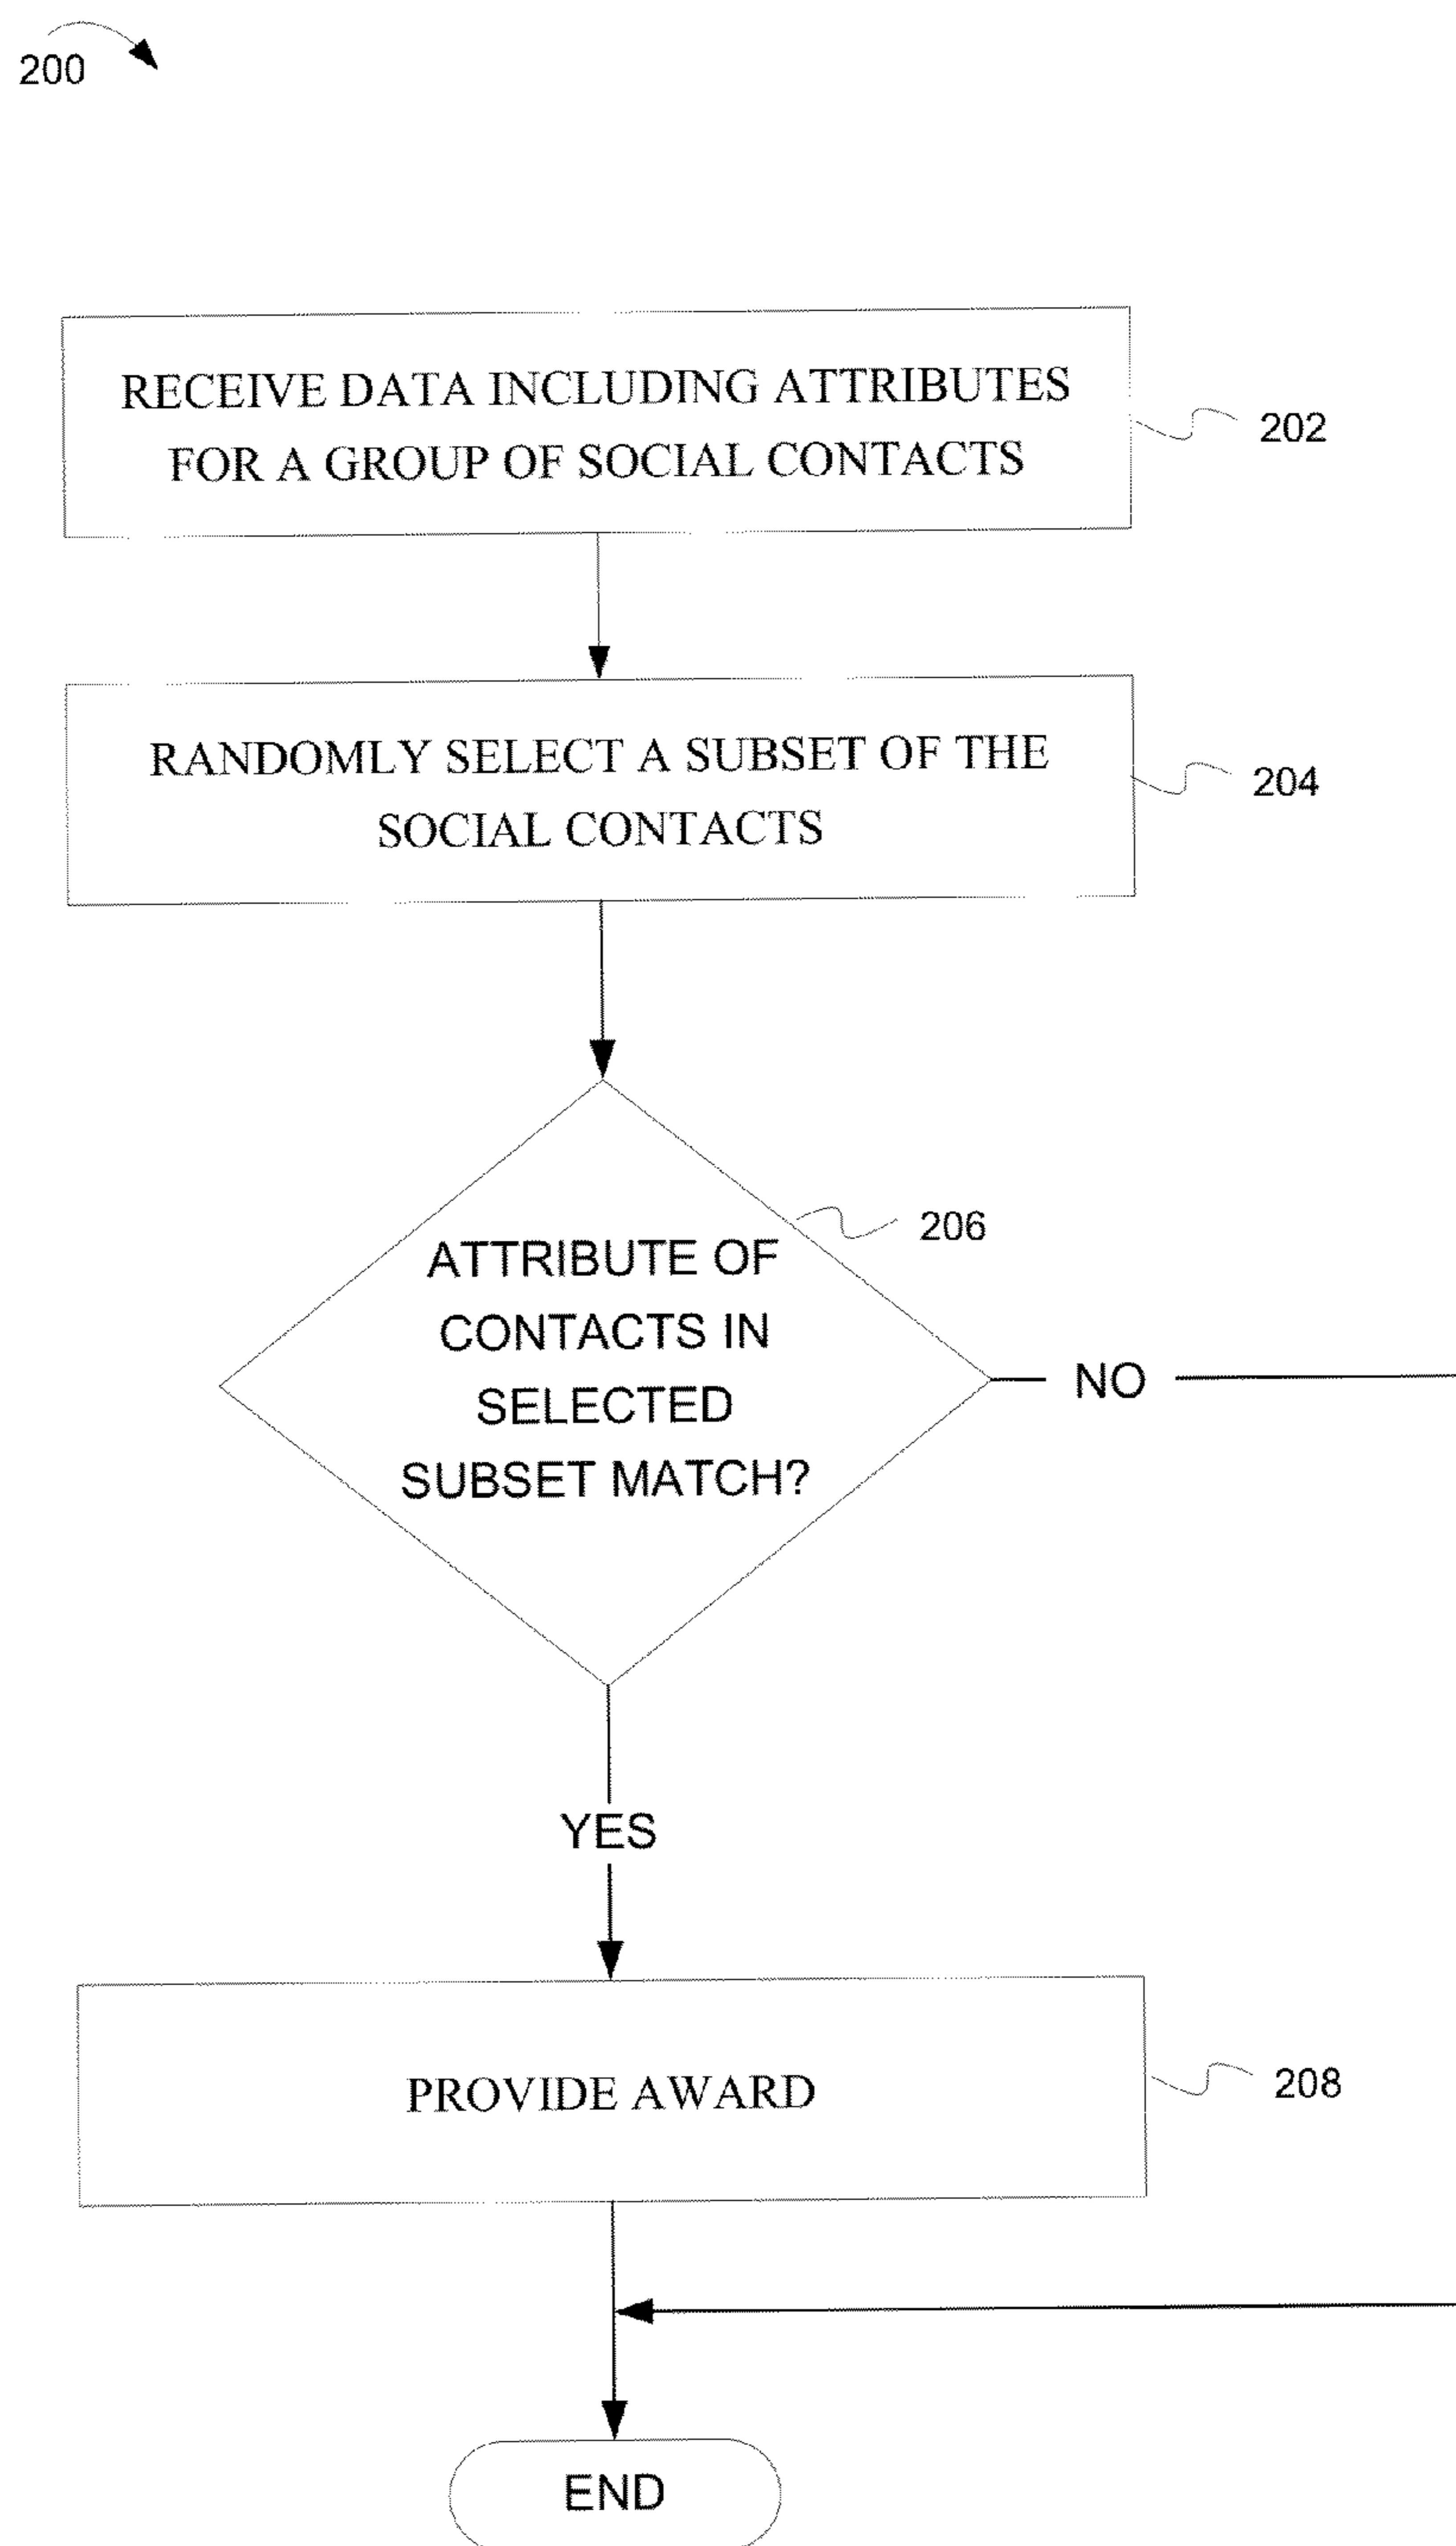 200
RECEIVE DATA INCLUDING ATTRIBUTES
FOR A GROUP OF SOCIAL CONTACTS
202
RANDOMLY SELECT A SUBSET OF THE
SOCIAL CONTACTS
204
206
ATTRIBUTE OF
CONTACTS IN
SELECTED
SUBSET MATCH?
NO
YES
PROVIDE AWARD
208
END